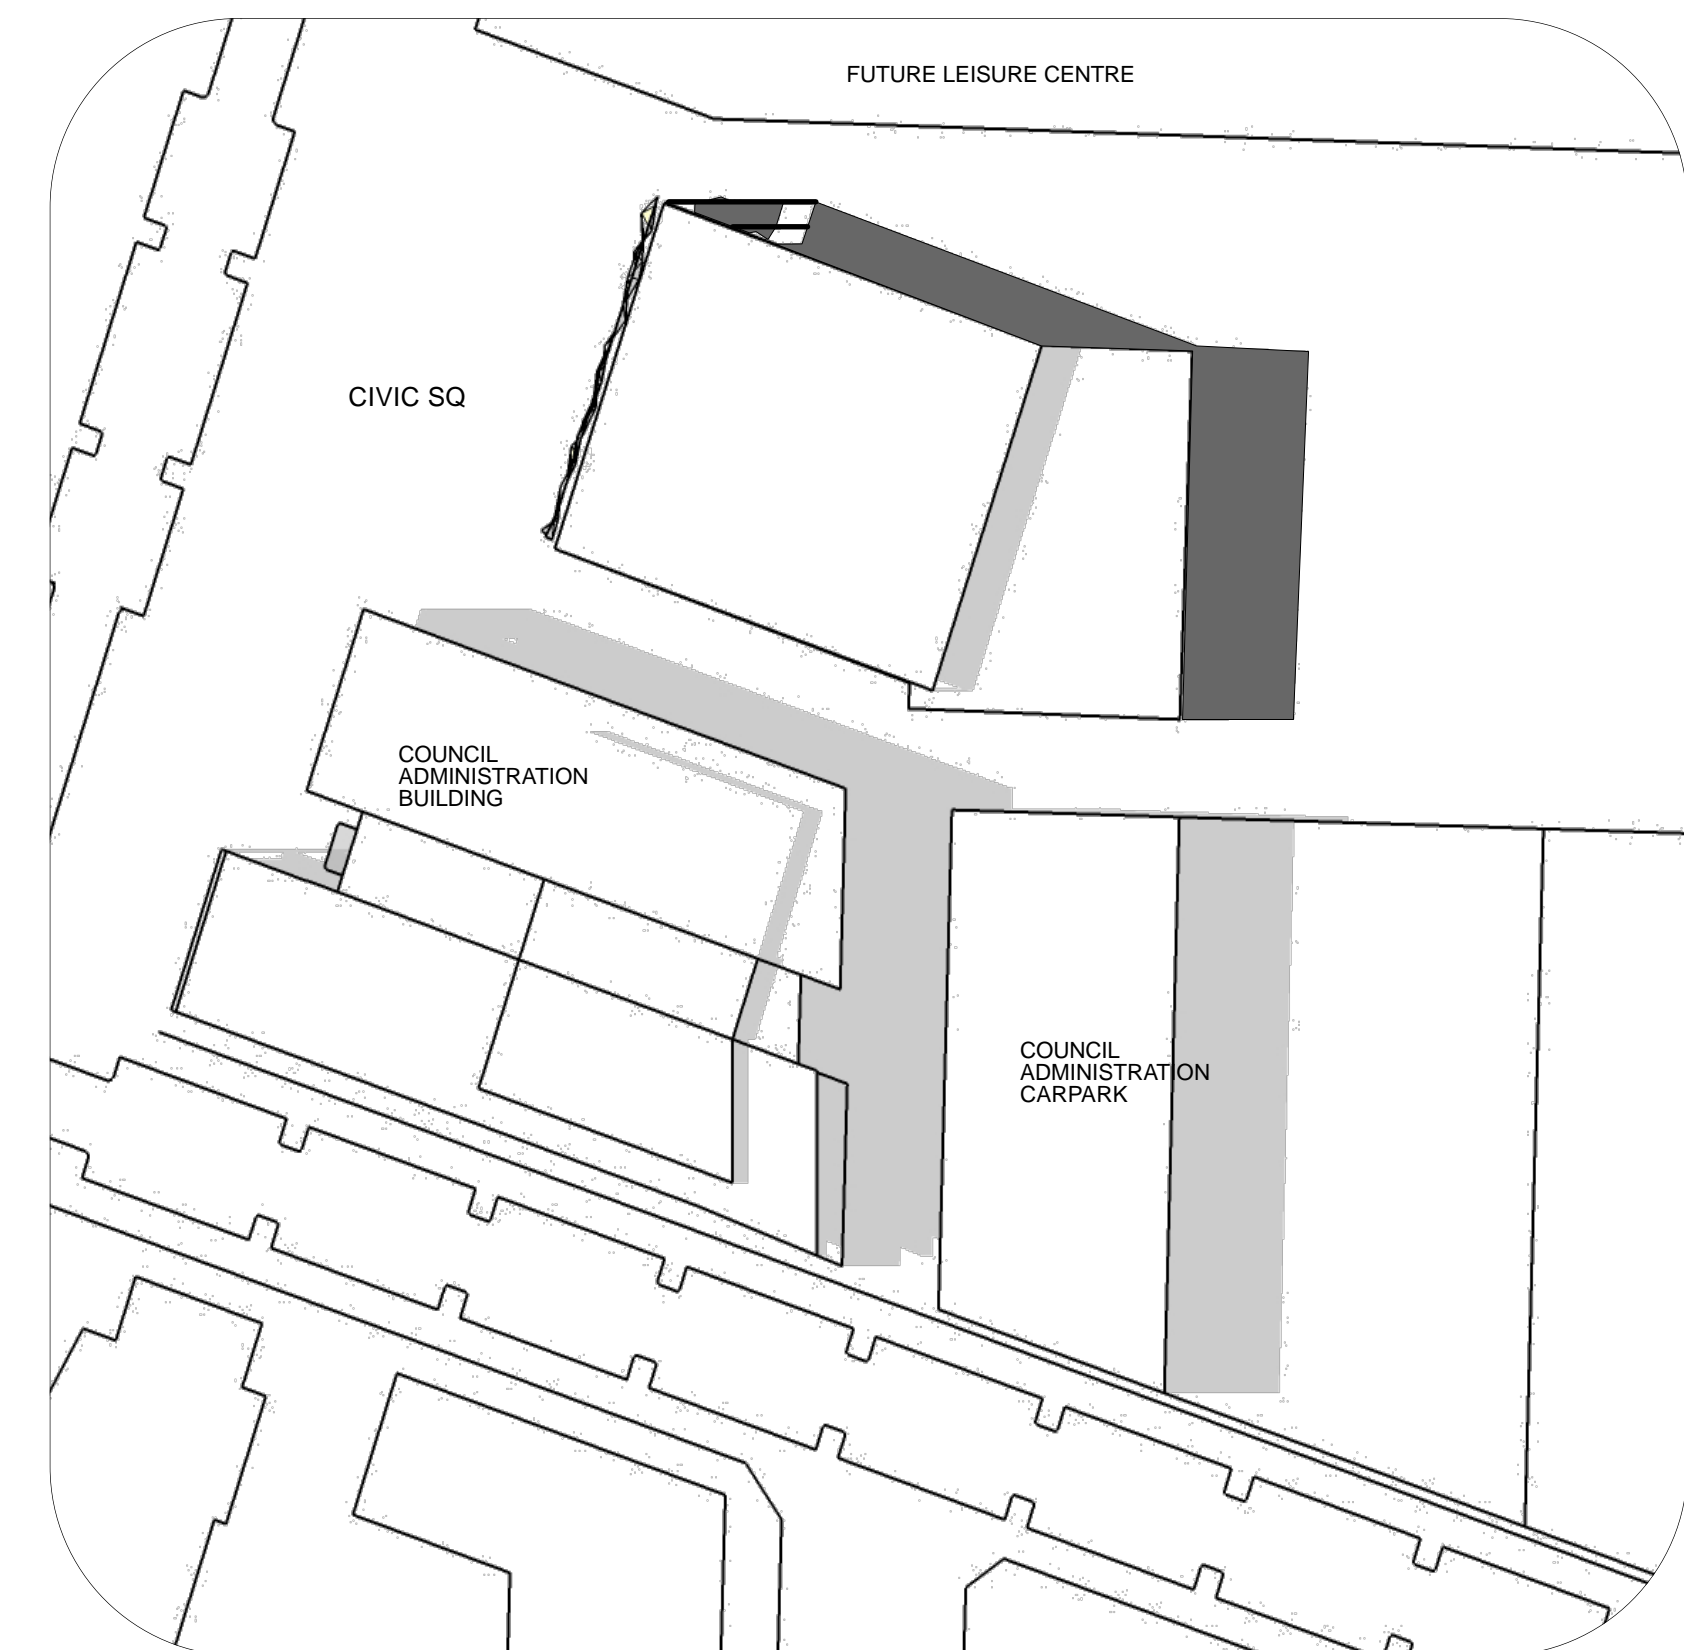 FUTURE LEISURE CENTRE
CIVIC SQ
COUNCIL
ADMINISTRATION
BUILDING
COUNCIL
ADMINISTRATION
CARPARK